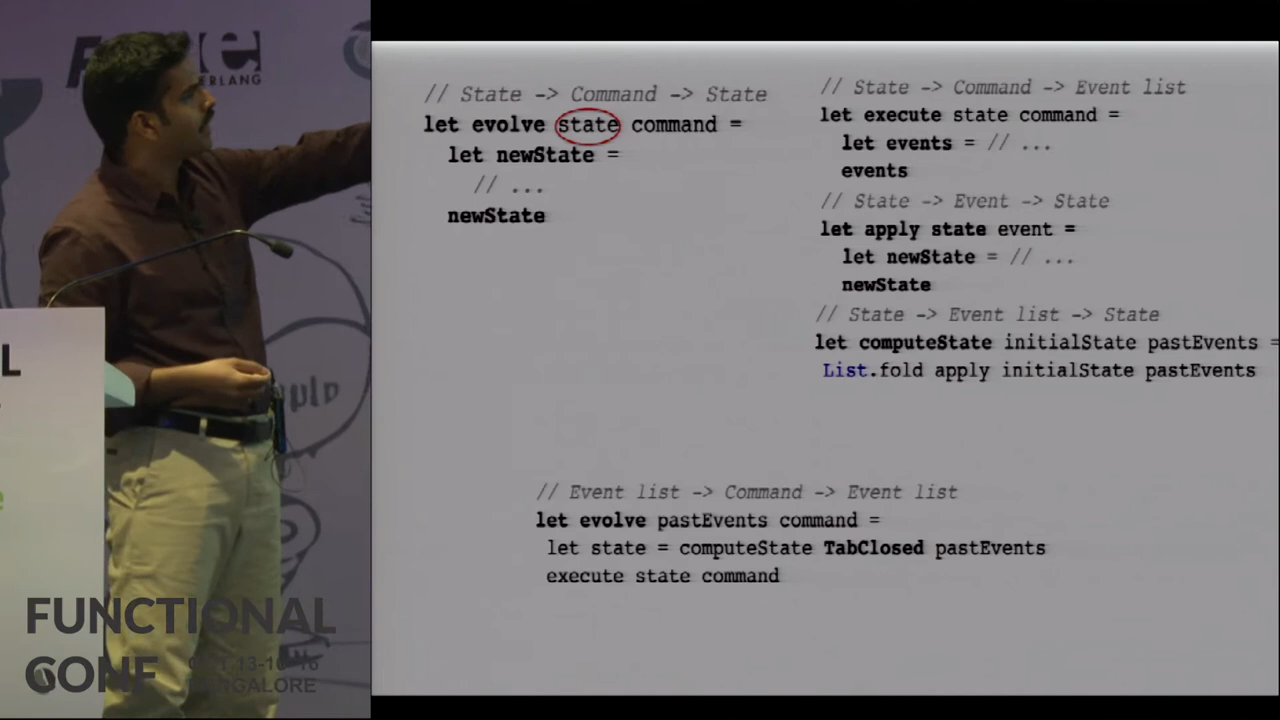 ERLANG
L
// State -> Command -> State
let evolve state command =
let newState =
// ...
newState
// State -> Command -> Event list
let execute state command =
let events = // ...
events
// State -> Event -> State
let apply state event =
let newState = // ...
newState
// State -> Event list -> State
let computeState initialState pastEvents =
List.fold apply initialState pastEvents
// Event list -> Command -> Event list
let evolve pastEvents command =
let state = computeState TabClosed pastEvents
execute state command
FUNCTIONAL
CONF